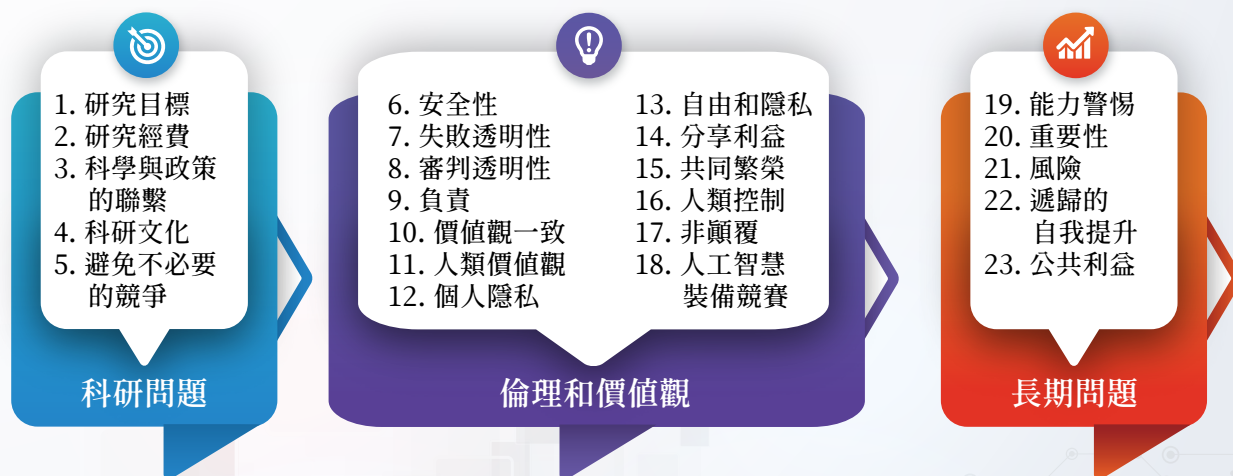 1. 研究目標
2. 研究經費
3. 科學與政策
的聯繫
4. 科研文化
5. 避免不必要
的競爭
科研問題
6. 安全性
7. 失敗透明性
8. 審判透明性
9. 負責
10. 價值觀一致
11. 人類價值觀
12. 個人隱私
13. 自由和隱私
14. 分享利益
15. 共同繁榮
16. 人類控制
17. 非顛覆
18. 人工智慧
裝備競賽
倫理和價值觀
19. 能力警惕
20. 重要性
21. 風險
22. 遞歸的
自我提升
23. 公共利益
長期問題